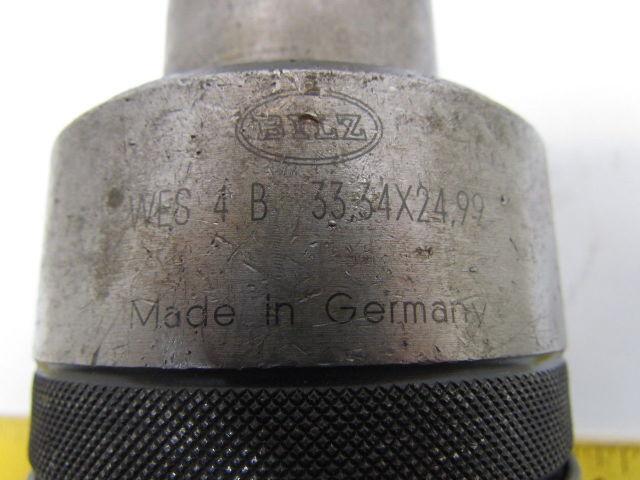 BILZ
WES 4 B 33,34X24,99
Made in Germany